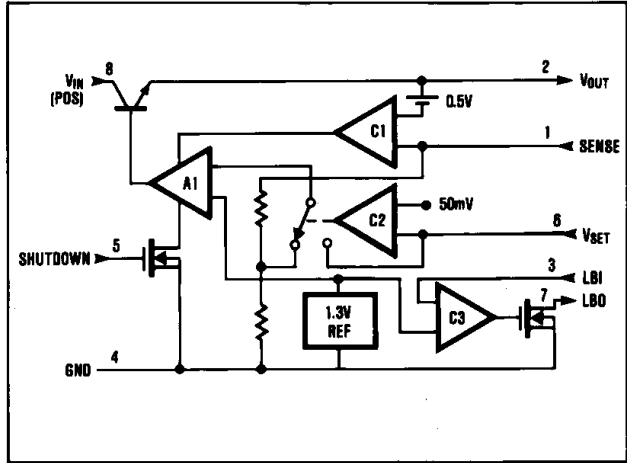 8
V_IN
(POS)
2
V_OUT
0.5V
C1
1
SENSE
A1
C2
50mV
6
V_SET
SHUTDOWN
5
3
LBI
7
LBO
1.3V
REF
C3
GND
4